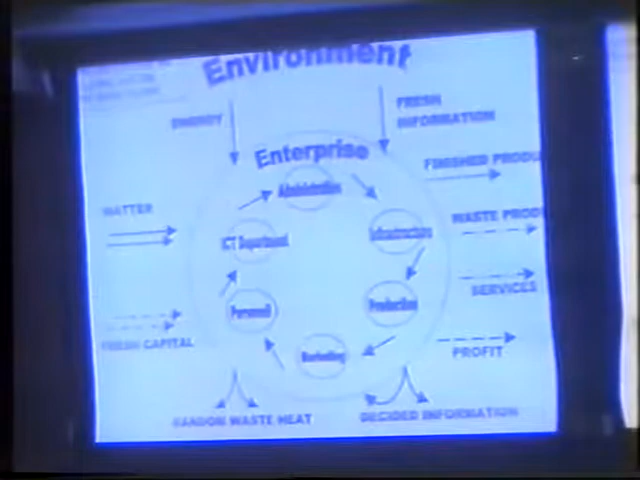 Environment
ENERGY
FRESH
INFORMATION
Enterprise
FINISHED PRODU
Administration
MATTER
WASTE PROD
ICT Department
Infrastructure
SERVICES
Personell
Production
FRESH CAPITAL
PROFIT
Marketing
RANDOM WASTE HEAT
DECIDED INFORMATION